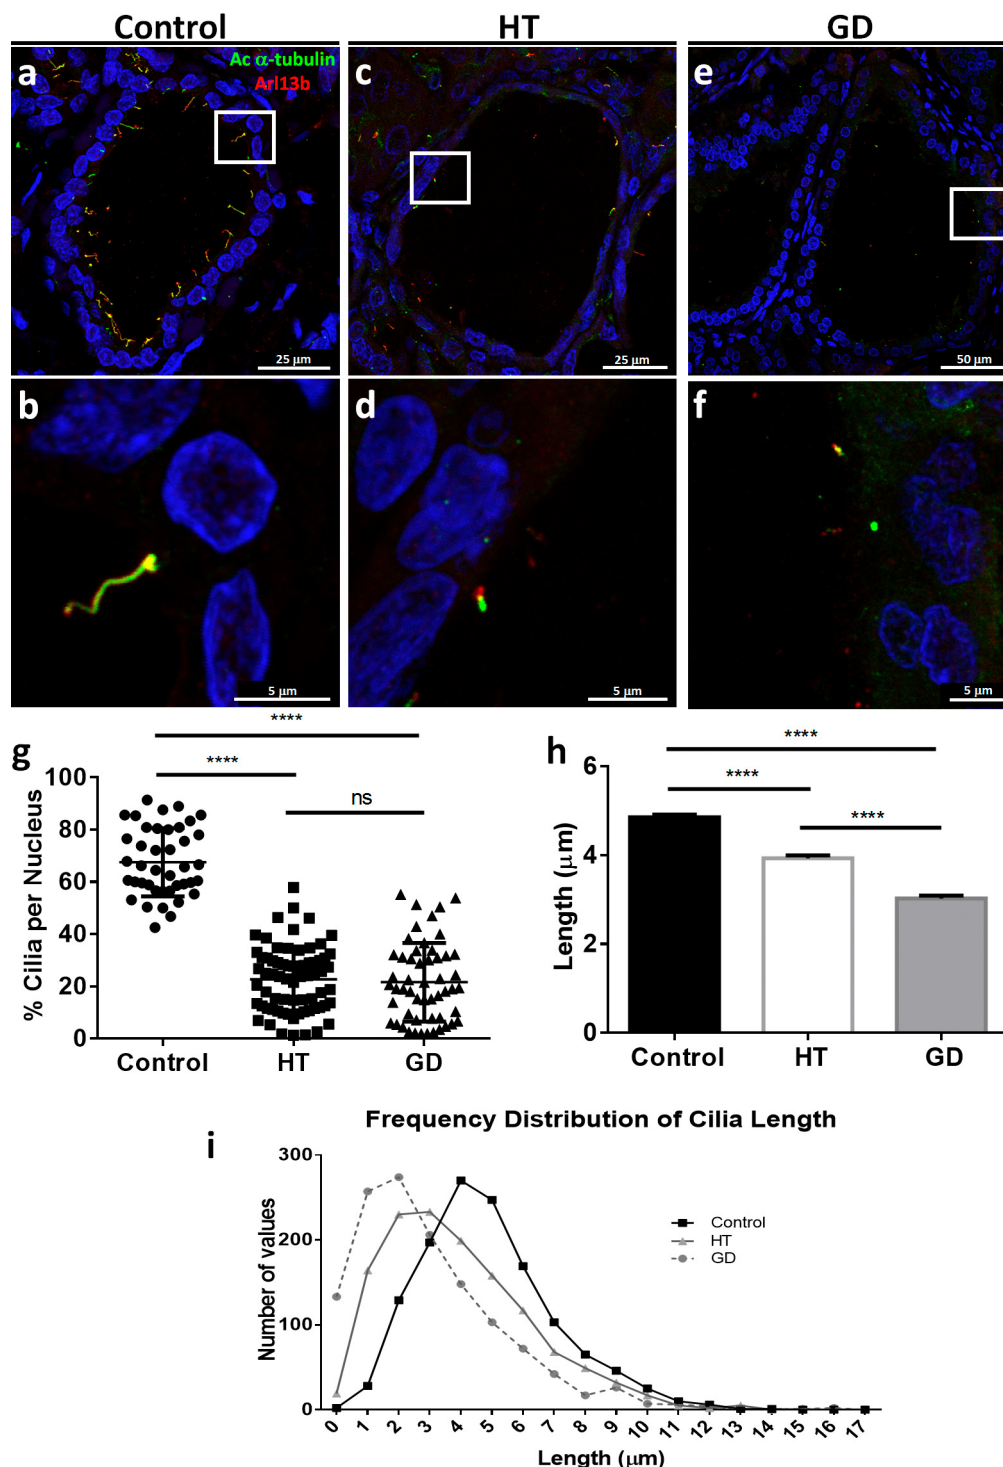 Control HT GD
a Ac α-tubulin c e
Arl13b
25 µm 25 µm 50 µm
b d f
5 µm 5 µm 5 µm
g
****
****
ns
% Cilia per Nucleus
100
80
60
40
20
0
Control HT GD
h
****
****
****
Length (µm)
6
4
2
0
Control HT GD
i
Frequency Distribution of Cilia Length
Number of values
300
200
100
0
Control
HT
GD
0 1 2 3 4 5 6 7 8 9 10 11 12 13 14 15 16 17
Length (µm)